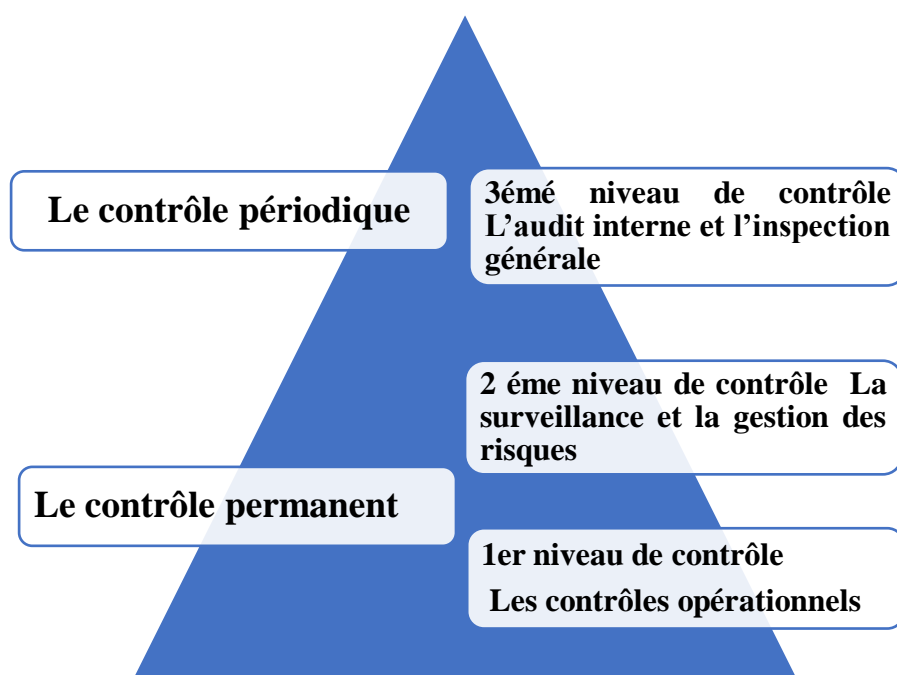 Le contrôle périodique
3émé niveau de contrôle
L’audit interne et l’inspection
générale
2 éme niveau de contrôle La
surveillance et la gestion des
risques
Le contrôle permanent
1er niveau de contrôle
Les contrôles opérationnels